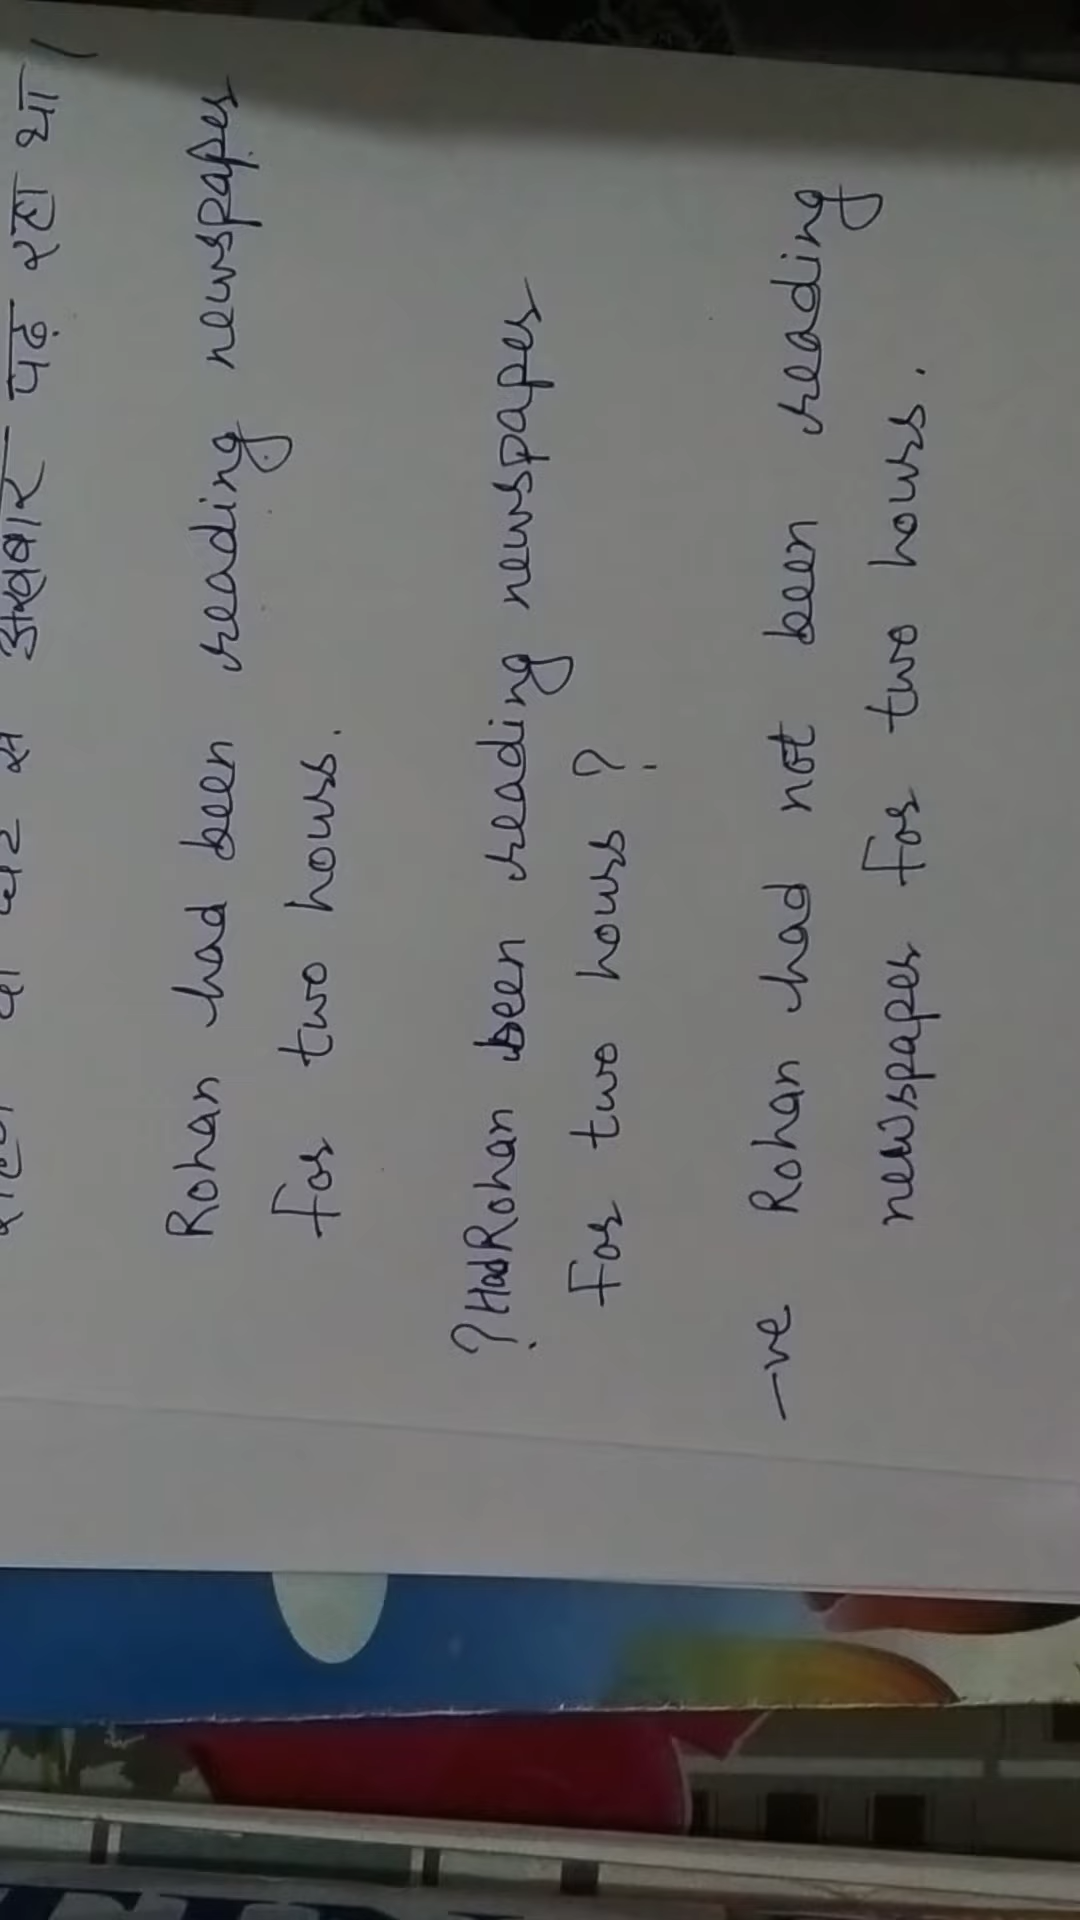 से अखबार पढ़ रहा था।
Rohan had been reading newspaper
for two hours.
? Had Rohan been reading newspaper
for two hours ?
-ve Rohan had not been reading
newspaper for two hours.